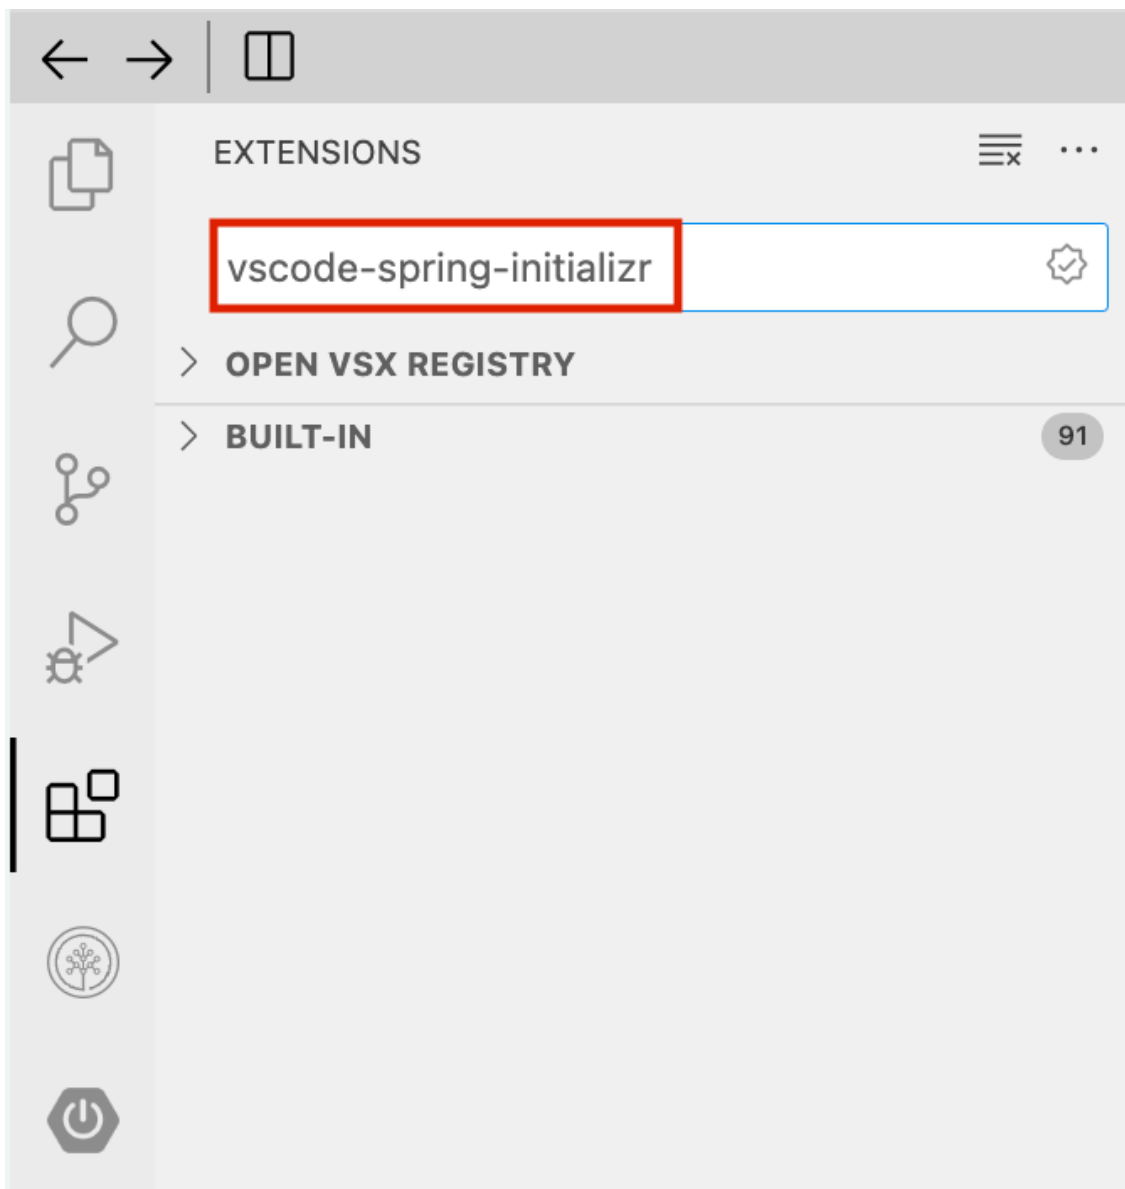 EXTENSIONS
vscode-spring-initializr
OPEN VSX REGISTRY
BUILT-IN
91